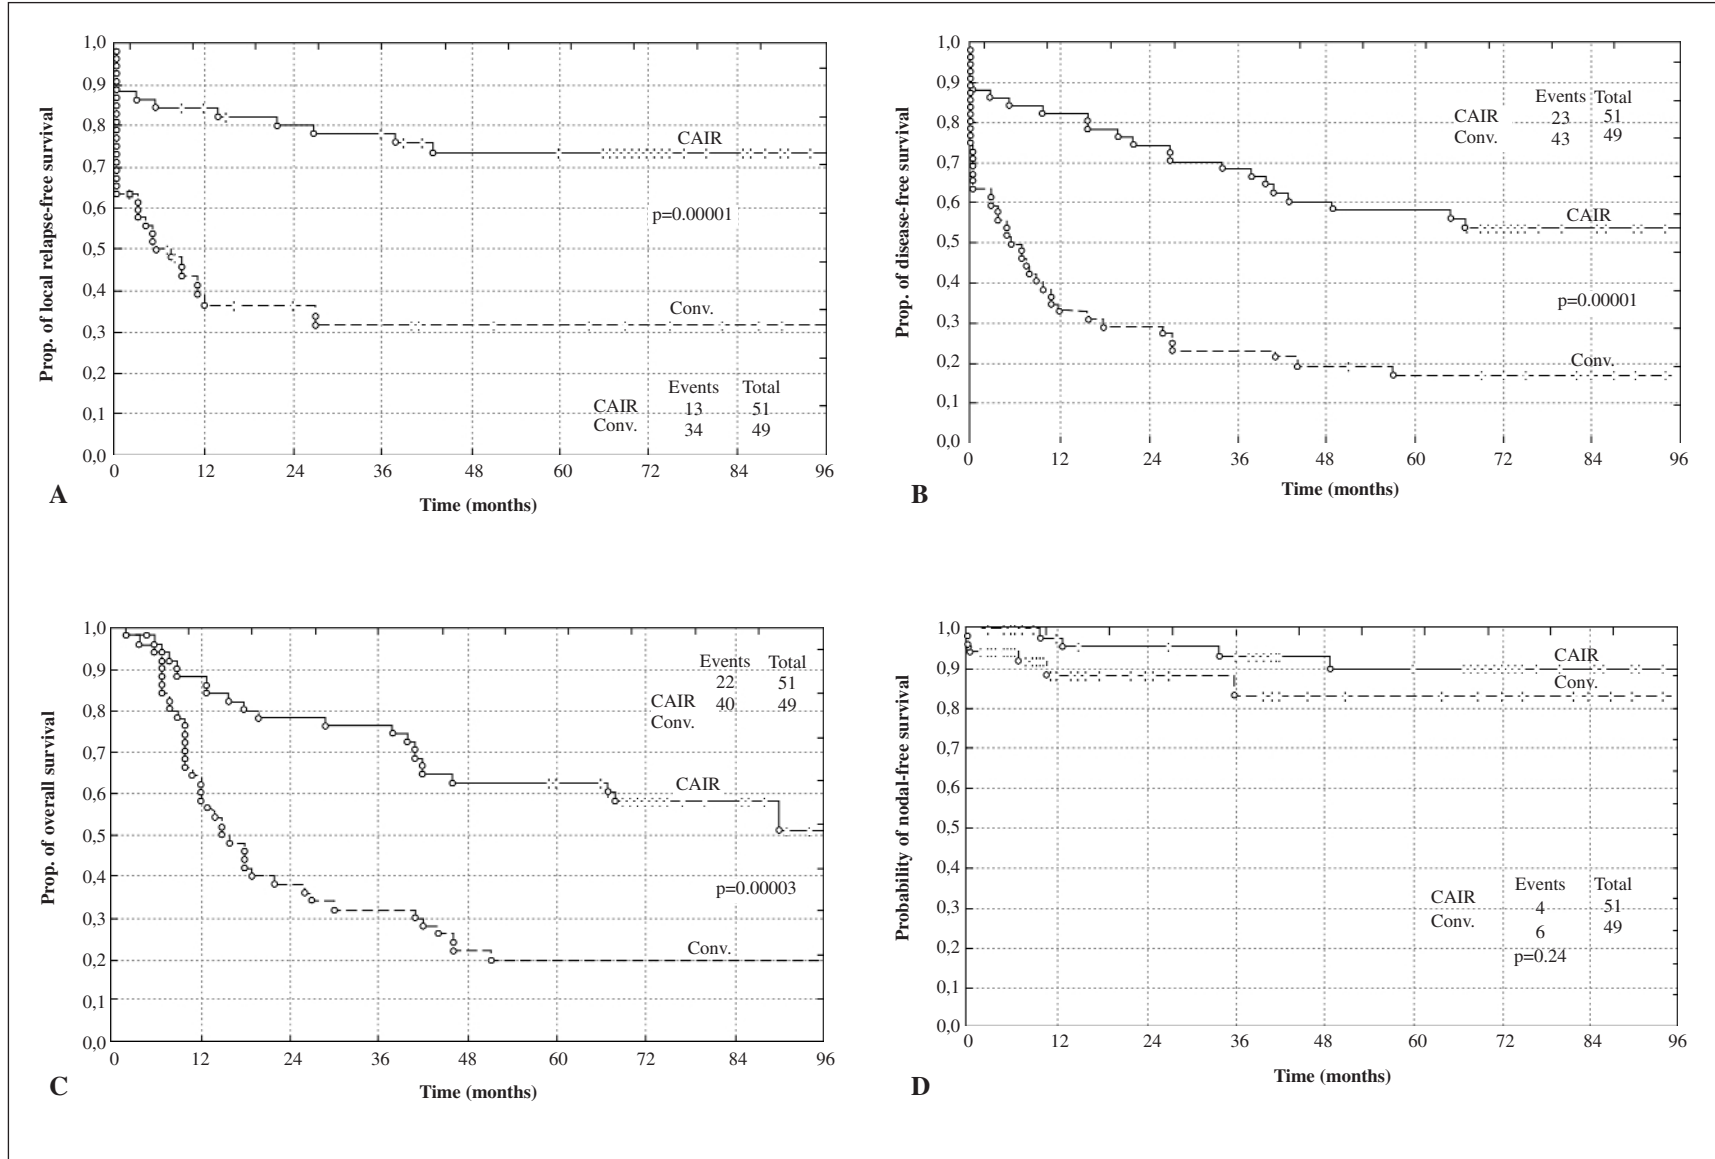 1,0
0,9
0,8
0,7
0,6
0,5
0,4
0,3
0,2
0,1
0,0
Prop. of local relapse-free survival
CAIR
p=0.00001
Conv.
Events Total
CAIR 13 51
Conv. 34 49
0 12 24 36 48 60 72 84 96
Time (months)
A
1,0
0,9
0,8
0,7
0,6
0,5
0,4
0,3
0,2
0,1
0,0
Prop. of disease-free survival
Events Total
CAIR 23 51
Conv. 43 49
CAIR
p=0.00001
Conv.
0 12 24 36 48 60 72 84 96
Time (months)
B
1,0
0,9
0,8
0,7
0,6
0,5
0,4
0,3
0,2
0,1
0,0
Prop. of overall survival
Events Total
22 51
CAIR 40 49
Conv.
CAIR
p=0.00003
Conv.
0 12 24 36 48 60 72 84 96
Time (months)
C
1,0
0,9
0,8
0,7
0,6
0,5
0,4
0,3
0,2
0,1
0,0
Probability of nodal-free survival
CAIR
Conv.
Events Total
CAIR 4 51
Conv. 6 49
p=0.24
0 12 24 36 48 60 72 84 96
Time (months)
D